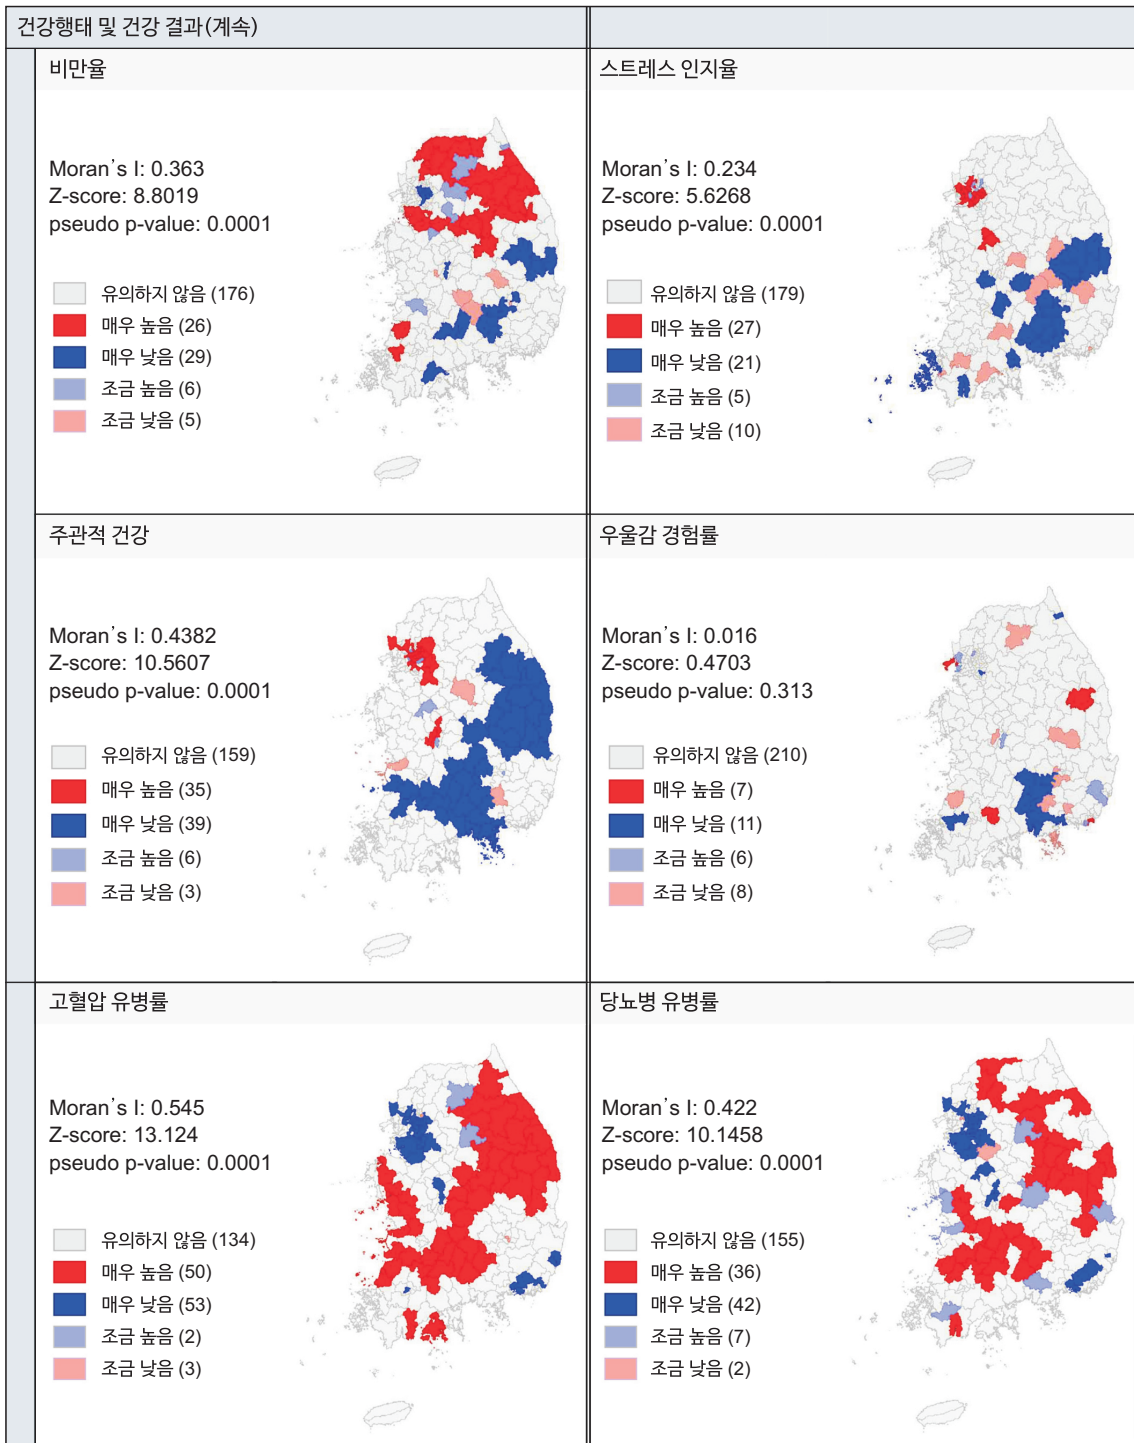 건강행태 및 건강 결과(계속)
비만율
Moran's I: 0.363
Z-score: 8.8019
pseudo p-value: 0.0001
유의하지 않음 (176)
매우 높음 (26)
매우 낮음 (29)
조금 높음 (6)
조금 낮음 (5)
스트레스 인지율
Moran's I: 0.234
Z-score: 5.6268
pseudo p-value: 0.0001
유의하지 않음 (179)
매우 높음 (27)
매우 낮음 (21)
조금 높음 (5)
조금 낮음 (10)
주관적 건강
Moran's I: 0.4382
Z-score: 10.5607
pseudo p-value: 0.0001
유의하지 않음 (159)
매우 높음 (35)
매우 낮음 (39)
조금 높음 (6)
조금 낮음 (3)
우울감 경험률
Moran's I: 0.016
Z-score: 0.4703
pseudo p-value: 0.313
유의하지 않음 (210)
매우 높음 (7)
매우 낮음 (11)
조금 높음 (6)
조금 낮음 (8)
고혈압 유병률
Moran's I: 0.545
Z-score: 13.124
pseudo p-value: 0.0001
유의하지 않음 (134)
매우 높음 (50)
매우 낮음 (53)
조금 높음 (2)
조금 낮음 (3)
당뇨병 유병률
Moran's I: 0.422
Z-score: 10.1458
pseudo p-value: 0.0001
유의하지 않음 (155)
매우 높음 (36)
매우 낮음 (42)
조금 높음 (7)
조금 낮음 (2)